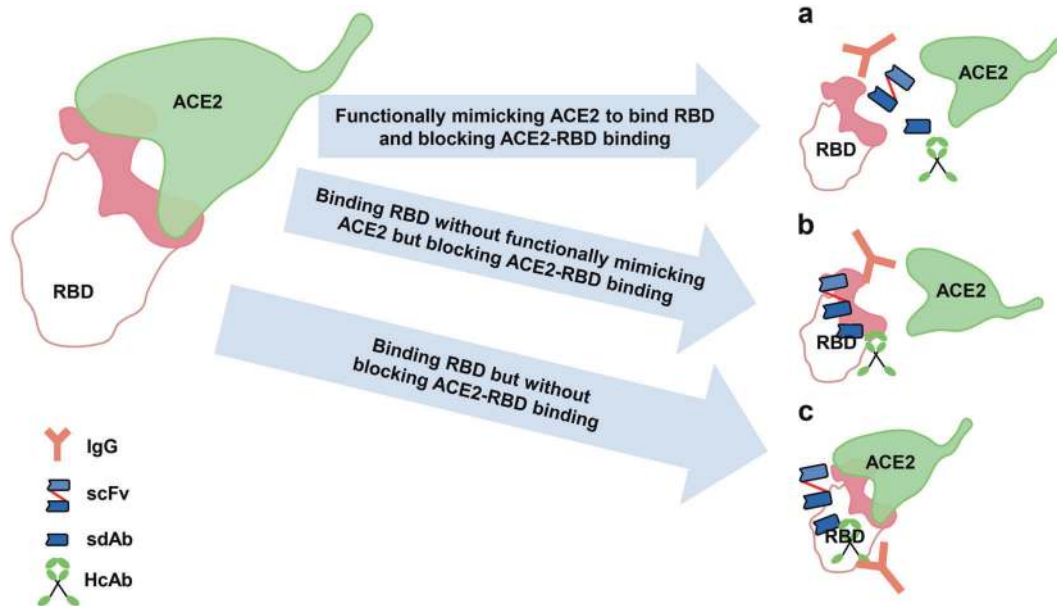 ACE2
RBD
Functionally mimicking ACE2 to bind RBD
and blocking ACE2-RBD binding
Binding RBD without functionally mimicking
ACE2 but blocking ACE2-RBD binding
Binding RBD but without
blocking ACE2-RBD binding
a
ACE2
RBD
b
ACE2
RBD
c
ACE2
RBD
IgG
scFv
sdAb
HcAb